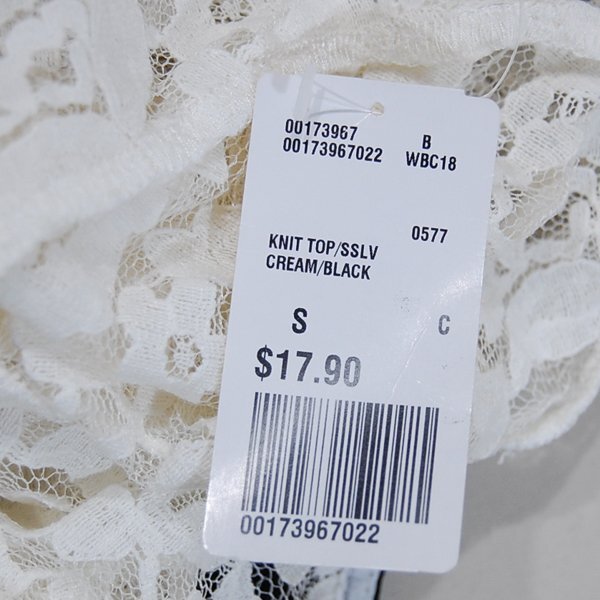 00173967 B
00173967022 WBC18
0577
KNIT TOP/SSLV
CREAM/BLACK
S C
$17.90
00173967022